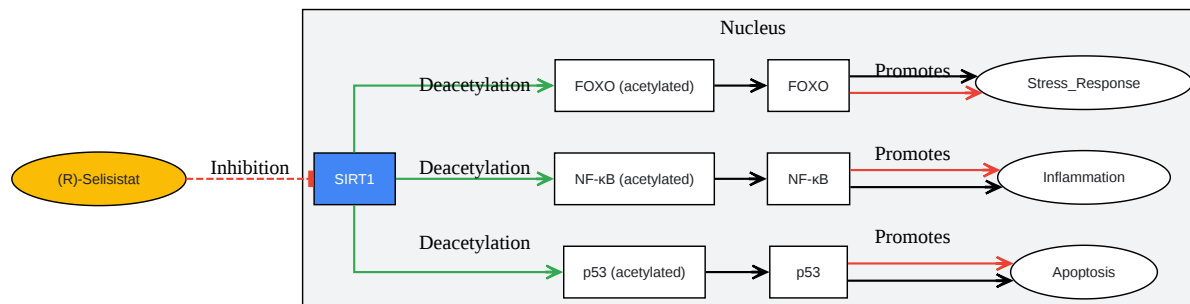 Nucleus
Deacetylation
FOXO (acetylated)
FOXO
Promotes
Stress_Response
(R)-Selisistat
Inhibition
SIRT1
Deacetylation
NF-κB (acetylated)
NF-κB
Promotes
Inflammation
Deacetylation
p53 (acetylated)
p53
Promotes
Apoptosis